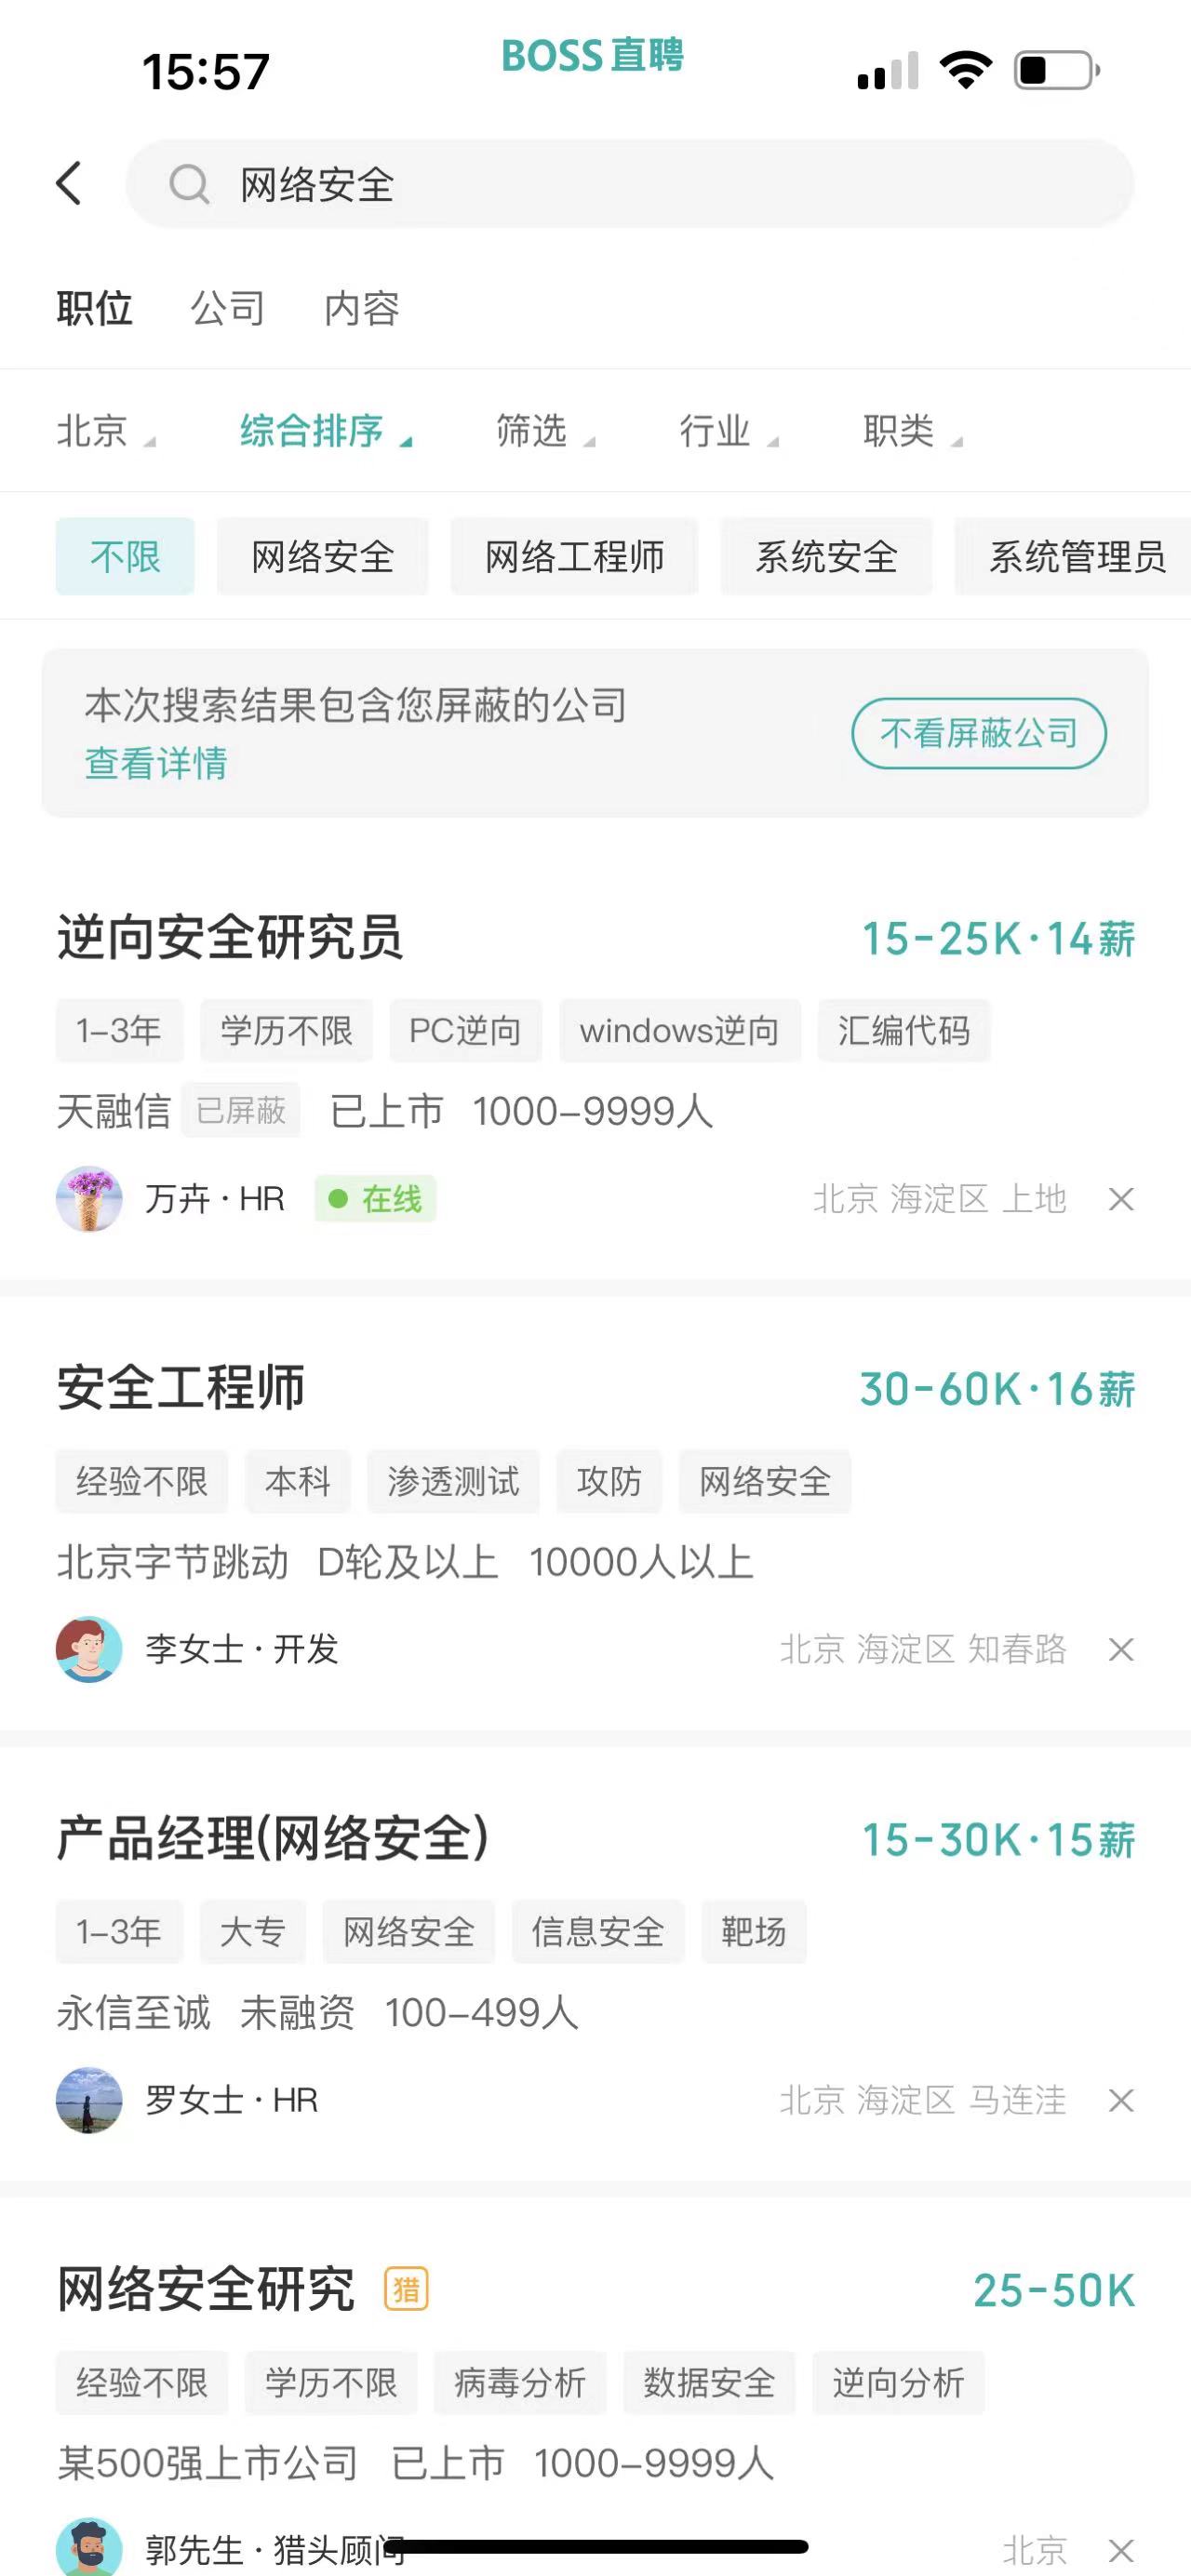 15:57
BOSS直聘
网络安全
职位 公司 内容
北京 综合排序 筛选 行业 职类
不限 网络安全 网络工程师 系统安全 系统管理员
本次搜索结果包含您屏蔽的公司
查看详情
不看屏蔽公司
逆向安全研究员 15-25K·14薪
1-3年 学历不限 PC逆向 windows逆向 汇编代码
天融信 已屏蔽 已上市 1000-9999人
万卉·HR 在线 北京 海淀区 上地
安全工程师 30-60K·16薪
经验不限 本科 渗透测试 攻防 网络安全
北京字节跳动 D轮及以上 10000人以上
李女士·开发 北京 海淀区 知春路
产品经理(网络安全) 15-30K·15薪
1-3年 大专 网络安全 信息安全 靶场
永信至诚 未融资 100-499人
罗女士·HR 北京 海淀区 马连洼
网络安全研究 猎 25-50K
经验不限 学历不限 病毒分析 数据安全 逆向分析
某500强上市公司 已上市 1000-9999人
郭先生·猎头顾问 北京